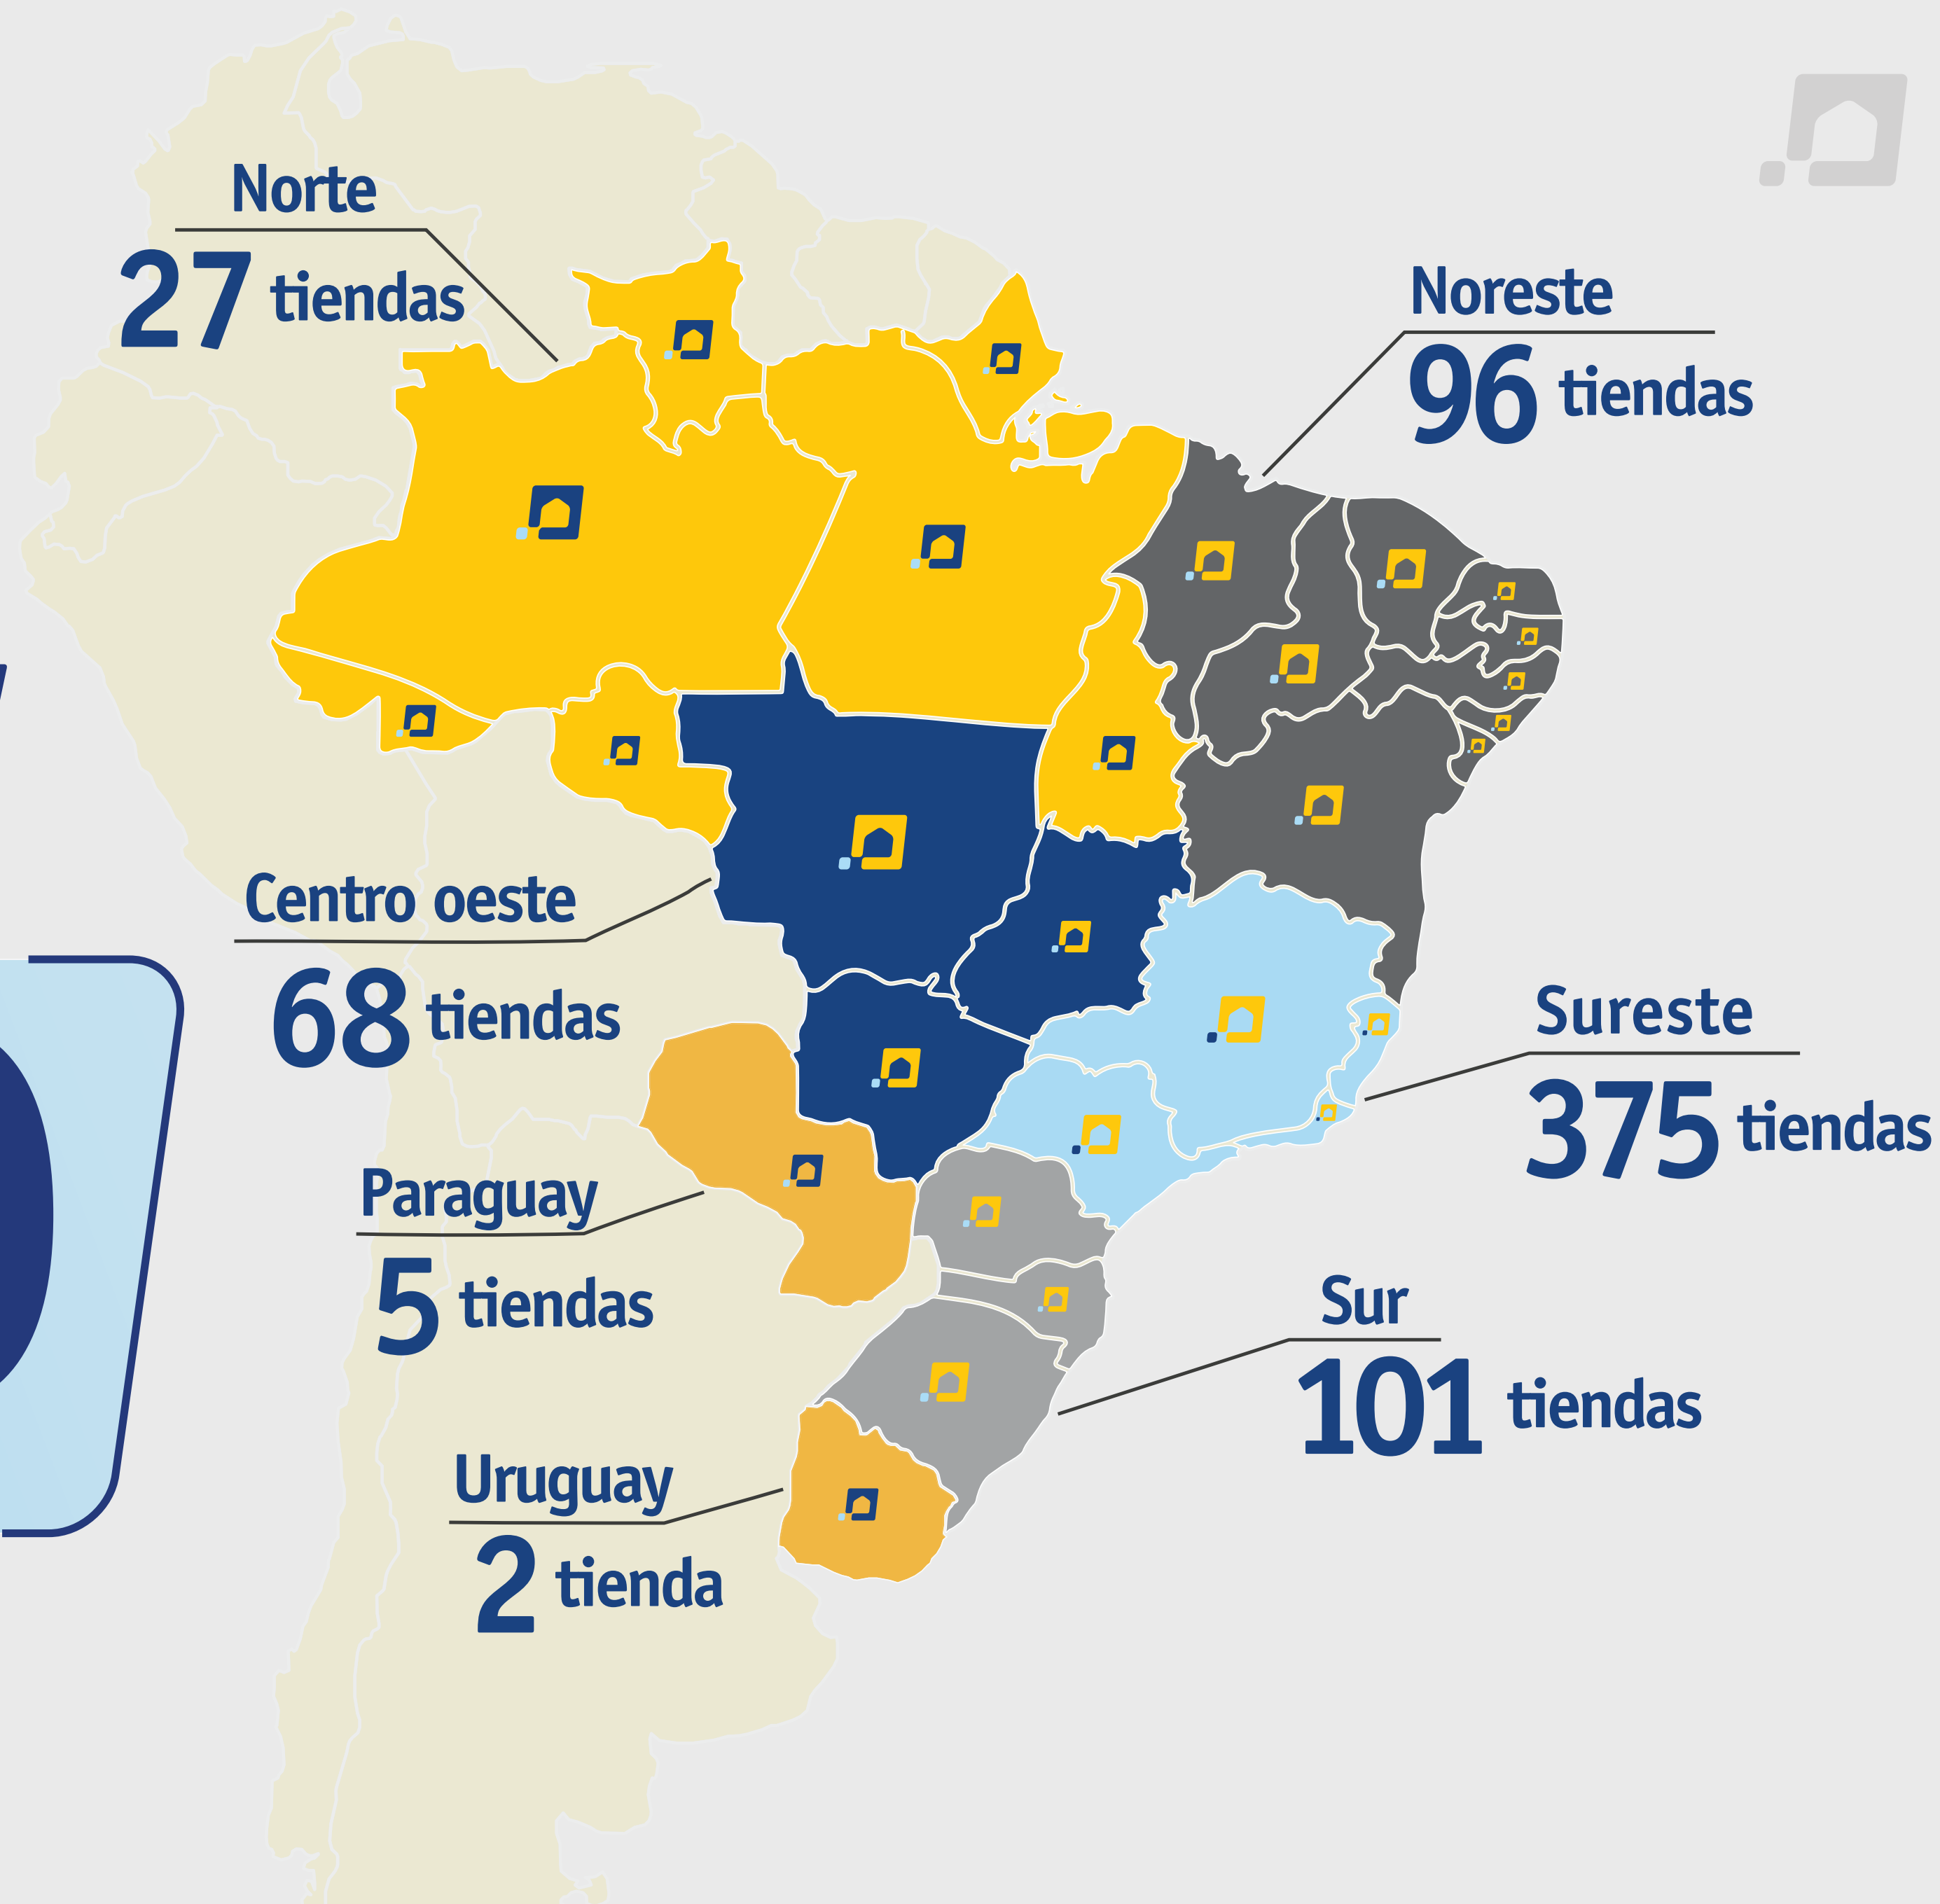 Norte
27 tiendas
Noreste
96 tiendas
Centro oeste
68 tiendas
Sureste
375 tiendas
Paraguay
5 tiendas
Sur
101 tiendas
Uruguay
2 tienda